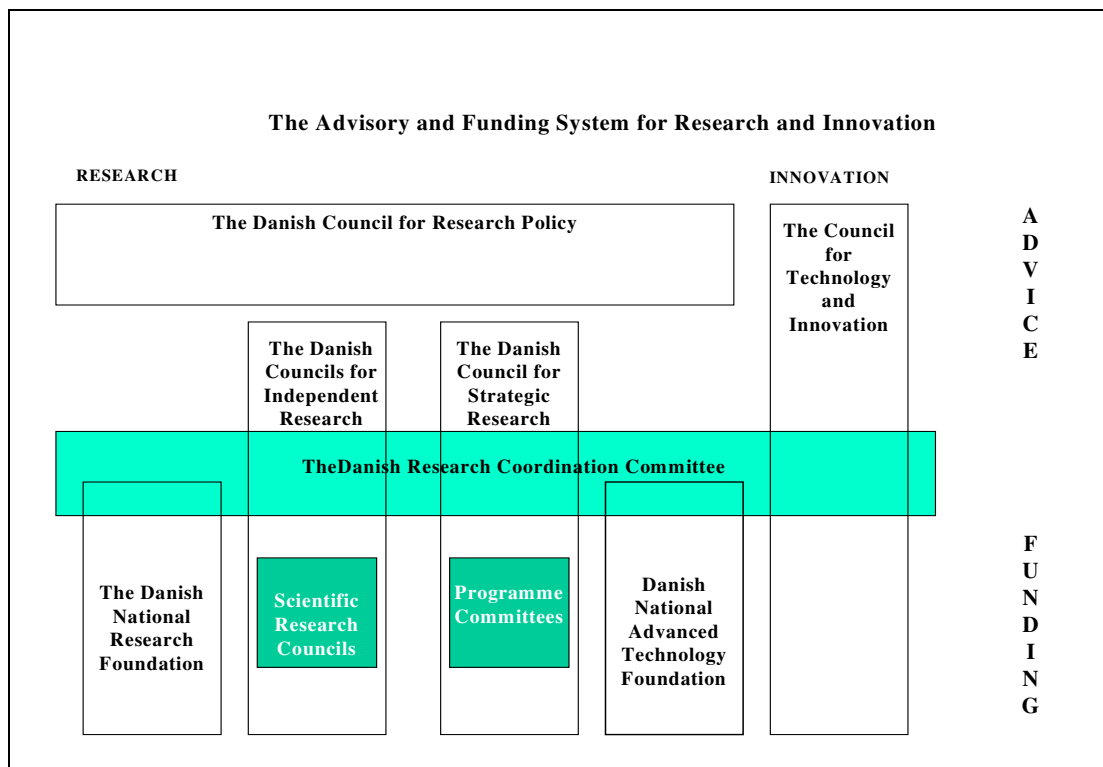 The Advisory and Funding System for Research and Innovation
RESEARCH
INNOVATION
The Danish Council for Research Policy
The Council
for
Technology
and
Innovation
A
D
V
I
C
E
The Danish
Councils for
Independent
Research
The Danish
Council for
Strategic
Research
TheDanish Research Coordination Committee
The Danish
National
Research
Foundation
Scientific
Research
Councils
Programme
Committees
Danish
National
Advanced
Technology
Foundation
F
U
N
D
I
N
G